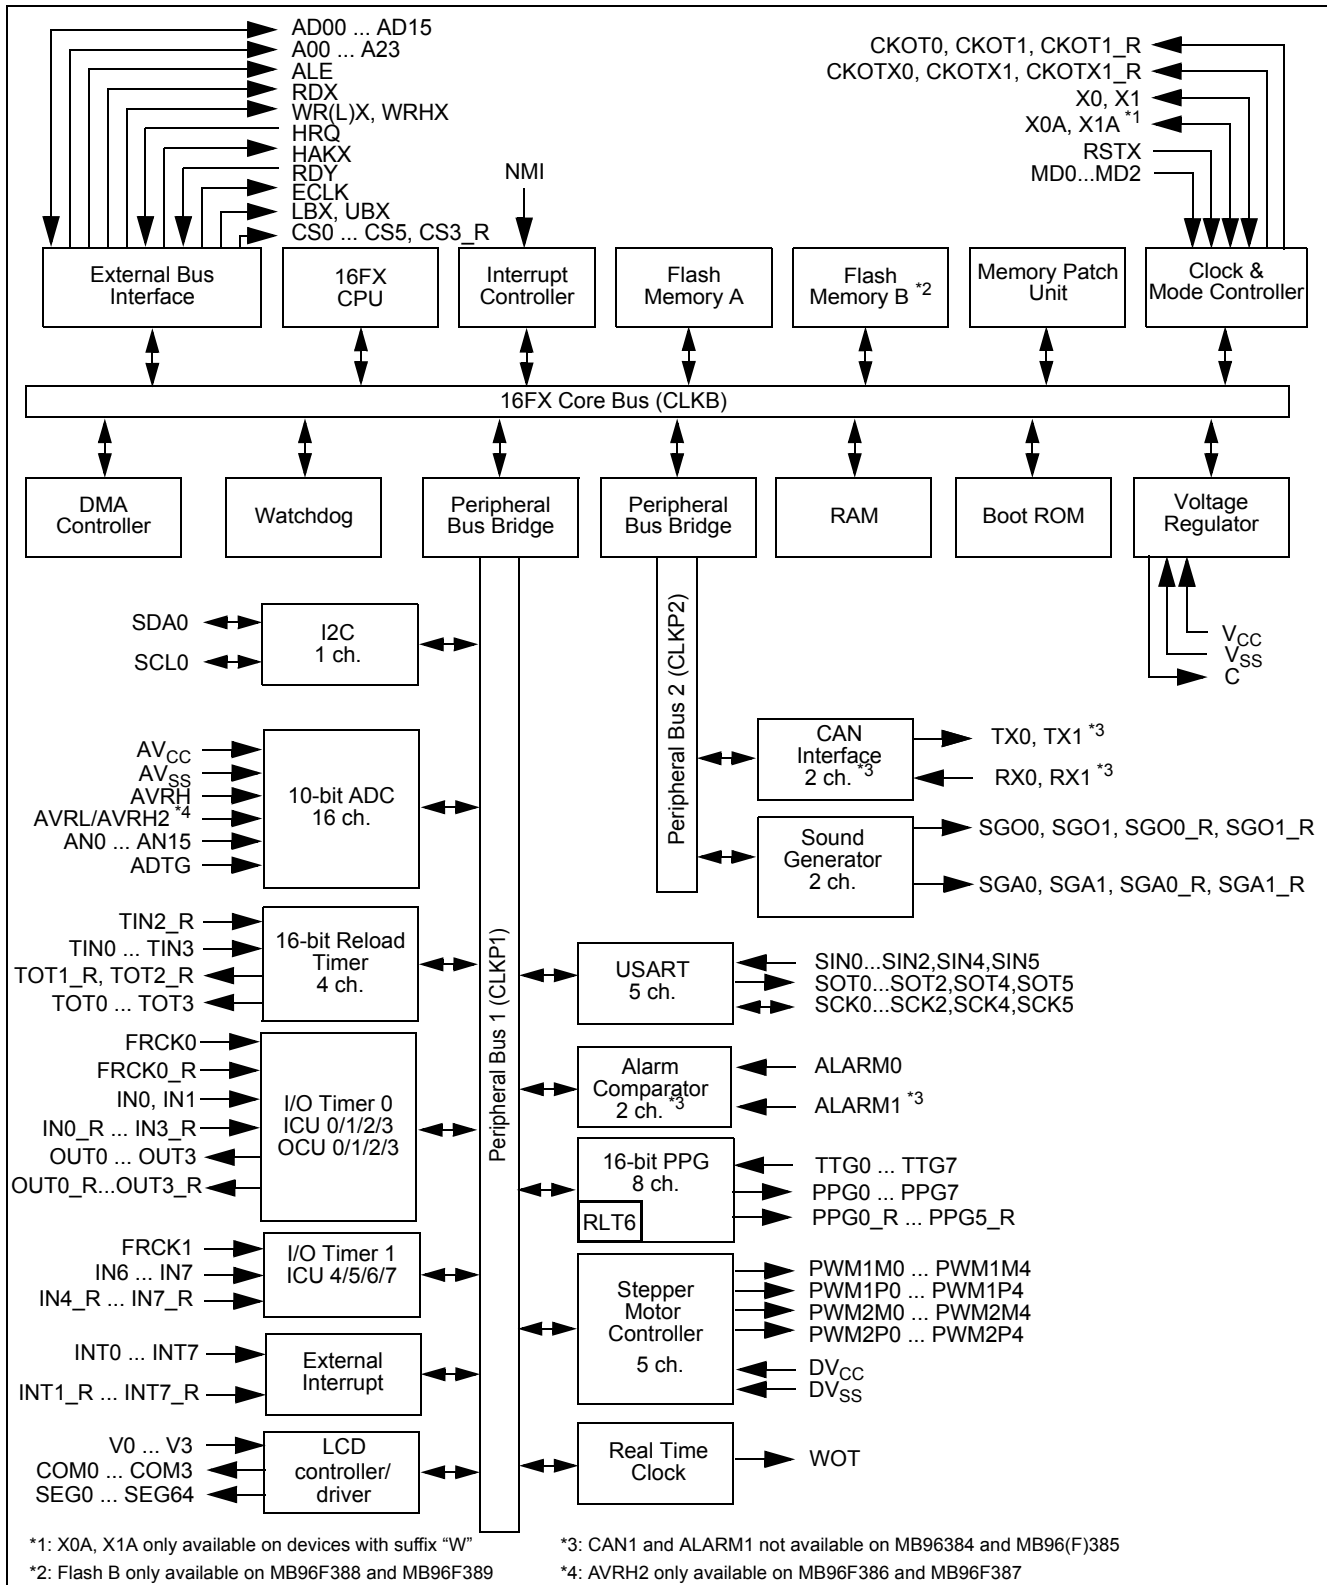 AD00 ... AD15
A00 ... A23
ALE
RDX
WR(L)X, WRHX
HRQ
HAKX
RDY
ECLK
LBX, UBX
CS0 ... CS5, CS3_R
NMI
CKOT0, CKOT1, CKOT1_R
CKOTX0, CKOTX1, CKOTX1_R
X0, X1
X0A, X1A *1
RSTX
MD0...MD2
External Bus
Interface
16FX
CPU
Interrupt
Controller
Flash
Memory A
Flash
Memory B *2
Memory Patch
Unit
Clock &
Mode Controller
16FX Core Bus (CLKB)
DMA
Controller
Watchdog
Peripheral
Bus Bridge
Peripheral
Bus Bridge
RAM
Boot ROM
Voltage
Regulator
VCC
VSS
C
Peripheral Bus 1 (CLKP1)
Peripheral Bus 2 (CLKP2)
SDA0
SCL0
I2C
1 ch.
AVCC
AVSS
AVRH
AVRL/AVRH2 *4
AN0 ... AN15
ADTG
10-bit ADC
16 ch.
TIN2_R
TIN0 ... TIN3
TOT1_R, TOT2_R
TOT0 ... TOT3
16-bit Reload
Timer
4 ch.
FRCK0
FRCK0_R
IN0, IN1
IN0_R ... IN3_R
OUT0 ... OUT3
OUT0_R...OUT3_R
I/O Timer 0
ICU 0/1/2/3
OCU 0/1/2/3
FRCK1
IN6 ... IN7
IN4_R ... IN7_R
I/O Timer 1
ICU 4/5/6/7
INT0 ... INT7
INT1_R ... INT7_R
External
Interrupt
V0 ... V3
COM0 ... COM3
SEG0 ... SEG64
LCD
controller/
driver
CAN
Interface
2 ch. *3
TX0, TX1 *3
RX0, RX1 *3
Sound
Generator
2 ch.
SGO0, SGO1, SGO0_R, SGO1_R
SGA0, SGA1, SGA0_R, SGA1_R
USART
5 ch.
SIN0...SIN2,SIN4,SIN5
SOT0...SOT2,SOT4,SOT5
SCK0...SCK2,SCK4,SCK5
Alarm
Comparator
2 ch. *3
ALARM0
ALARM1 *3
16-bit PPG
8 ch.
RLT6
TTG0 ... TTG7
PPG0 ... PPG7
PPG0_R ... PPG5_R
Stepper
Motor
Controller
5 ch.
PWM1M0 ... PWM1M4
PWM1P0 ... PWM1P4
PWM2M0 ... PWM2M4
PWM2P0 ... PWM2P4
DVCC
DVSS
Real Time
Clock
WOT
*1: X0A, X1A only available on devices with suffix “W”
*2: Flash B only available on MB96F388 and MB96F389
*3: CAN1 and ALARM1 not available on MB96384 and MB96(F)385
*4: AVRH2 only available on MB96F386 and MB96F387